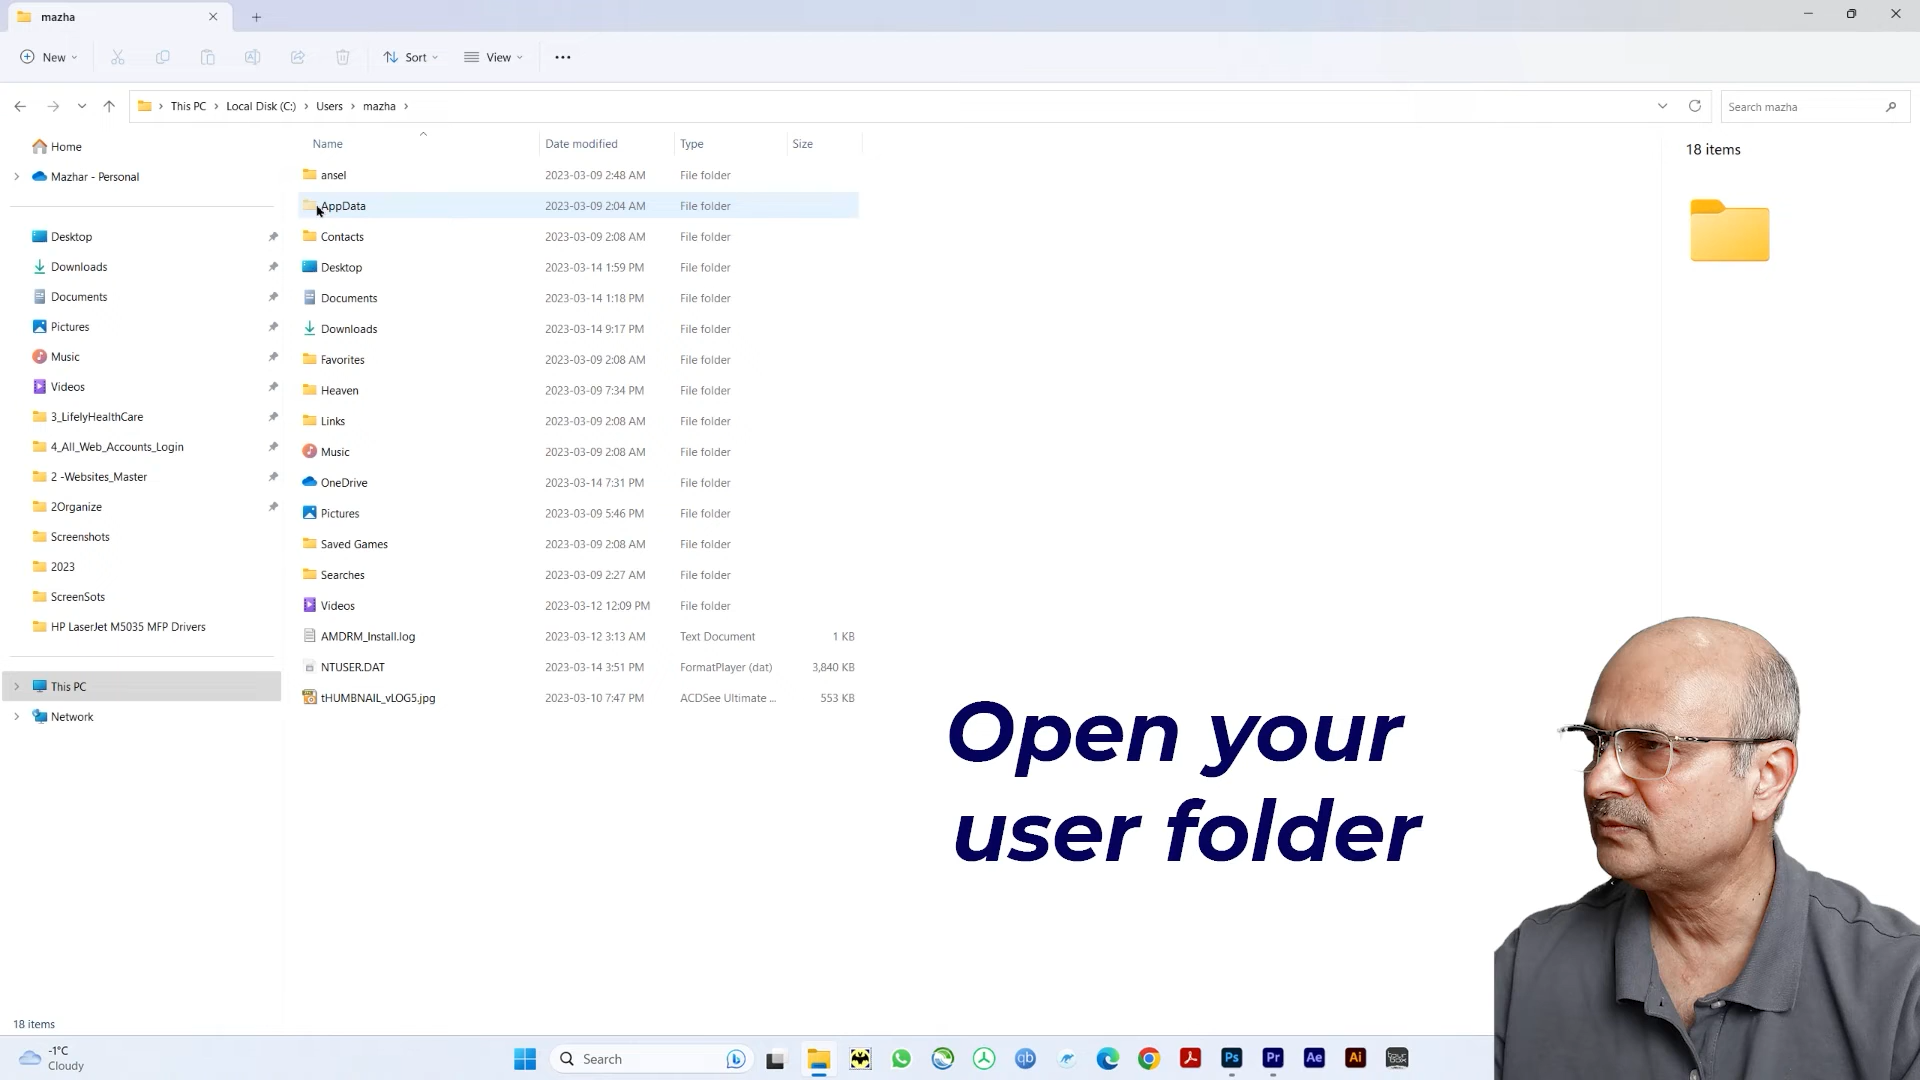 mazha
New
Sort
View
This PC > Local Disk (C:) > Users > mazha >
Search mazha
Home
Mazhar - Personal
Desktop
Downloads
Documents
Pictures
Music
Videos
3_LifelyHealthCare
4_All_Web_Accounts_Login
2 -Websites_Master
2Organize
Screenshots
2023
ScreenSots
HP LaserJet M5035 MFP Drivers
This PC
Network
Name Date modified Type Size
ansel 2023-03-09 2:48 AM File folder
AppData 2023-03-09 2:04 AM File folder
Contacts 2023-03-09 2:08 AM File folder
Desktop 2023-03-14 1:59 PM File folder
Documents 2023-03-14 1:18 PM File folder
Downloads 2023-03-14 9:17 PM File folder
Favorites 2023-03-09 2:08 AM File folder
Heaven 2023-03-09 7:34 PM File folder
Links 2023-03-09 2:08 AM File folder
Music 2023-03-09 2:08 AM File folder
OneDrive 2023-03-14 7:31 PM File folder
Pictures 2023-03-09 5:46 PM File folder
Saved Games 2023-03-09 2:08 AM File folder
Searches 2023-03-09 2:27 AM File folder
Videos 2023-03-12 12:09 PM File folder
AMDRM_Install.log 2023-03-12 3:13 AM Text Document 1 KB
NTUSER.DAT 2023-03-14 3:51 PM FormatPlayer (dat) 3,840 KB
tHUMBNAIL_vLOG5.jpg 2023-03-10 7:47 PM ACDSee Ultimate ... 553 KB
18 items
Open your
user folder
18 items
-1°C
Cloudy
Search
qb
Ps
Pr
Ae
Ai